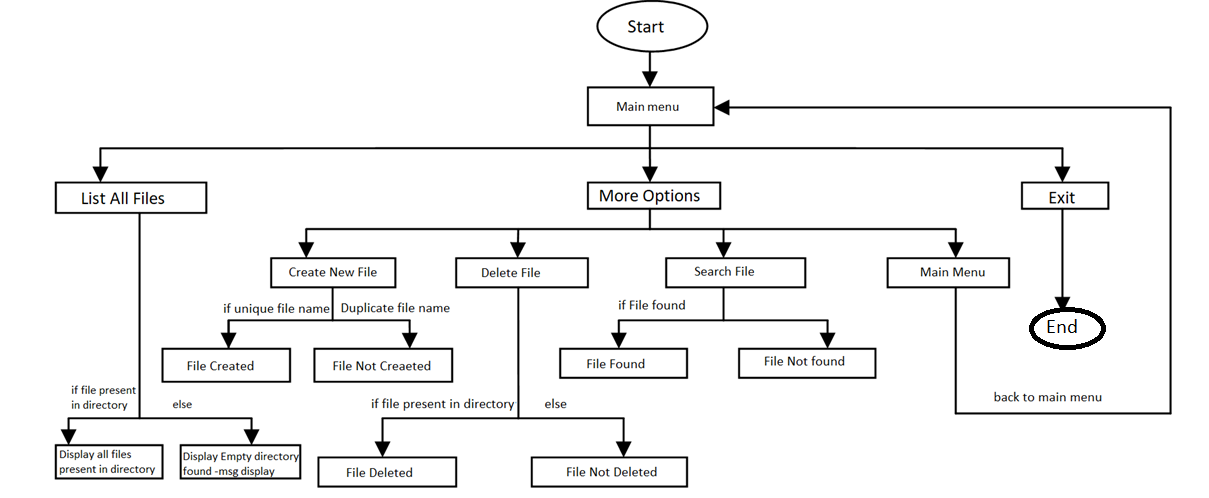 Start
Main menu
List All Files
More Options
Exit
Create New File
Delete File
Search File
Main Menu
if unique file name
Duplicate file name
if File found
End
File Created
File Not Creaeted
File Found
File Not found
if file present
in directory
else
if file present in directory
else
back to main menu
Display all files
present in directory
Display Empty directory
found -msg display
File Deleted
File Not Deleted